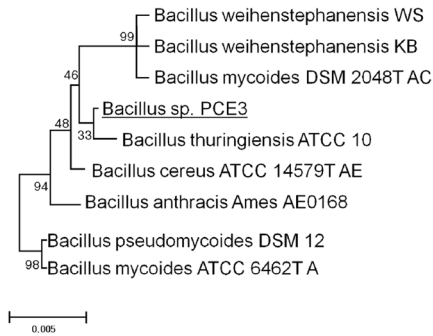 Bacillus weihenstephanensis WS
99
Bacillus weihenstephanensis KB
46
Bacillus mycoides DSM 2048T AC
Bacillus sp. PCE3
48
33
Bacillus thuringiensis ATCC 10
Bacillus cereus ATCC 14579T AE
94
Bacillus anthracis Ames AE0168
Bacillus pseudomycoides DSM 12
98
Bacillus mycoides ATCC 6462T A
0.005